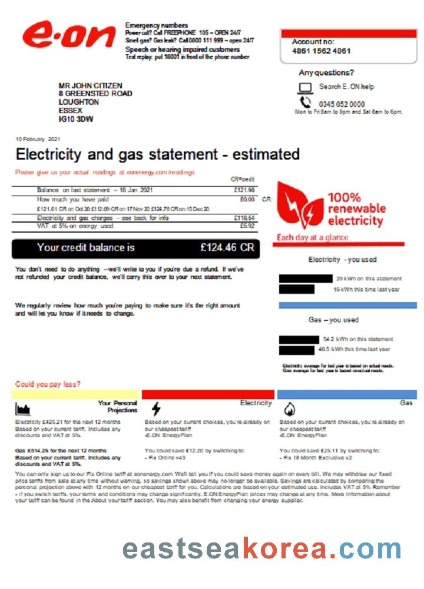 e·on
Emergency numbers
Power cut? Call FREEPHONE 105 – OPEN 24/7
Smell gas? Gas leak? Call 0800 111 999 – open 24/7
Speech or hearing impaired customers
Text replay: put 18001 in front of the phone number
Account no:
4861 1562 4861
Any questions?
Search E. ON help
0345 052 0000
Mon to Fri 8am to 8pm and Sat 8am to 6pm.
MR JOHN CITIZEN
8 GREENSTED ROAD
LOUGHTON
ESSEX
IG10 3DW
10 February 2021
Electricity and gas statement - estimated
Please give us your actual readings at eonenergy.com/readings
CR=credit
Balance on last statement – 18 Jan 2021 £121.98
How much you have paid £0.00 CR
£121.01 CR on Oct 20 £112.09 CR on 17 Nov 20 £124.78 CR on 15 Dec 20
Electricity and gas charges – see back for info £118.54
VAT at 5% on energy used £5.92
Your credit balance is £124.46 CR
You don't need to do anything – we'll write to you if you're due a refund. If we've
not refunded your credit balance, we'll carry this over to your next statement.
We regularly review how much you're paying to make sure it's the right amount
and will let you know if it needs to change.
100%
renewable
electricity
Each day at a glance
Electricity - you used
20 kWh on this statement
16 kWh this time last year
Gas – you used
54.2 kWh on this statement
40.5 kWh this time last year
Electricity average for last year is based on actual reads.
Gas average for last year is based on actual reads.
Could you pay less?
Your Personal
Projections
Electricity
Gas
Electricity £425.21 for the next 12 months
Based on your current tariff. Includes any
discounts and VAT at 5%.
Gas £614.25 for the next 12 months
Based on your current tariff. Includes any
discounts and VAT at 5%.
Based on your current choices, you're already on
our cheapest tariff
-E.ON EnergyPlan
You could save £12.20 by switching to:
- Fix Online v45
Based on your current choices, you're already on
our cheapest tariff
-E.ON EnergyPlan
You could save £25.11 by switching to:
- Fix 18 Month Exclusive v2
You can only sign up to our Fix Online tariff at eonenergy.com We'll tell you if you could save money again on every bill. We may withdraw our fixed
price tariffs from sale at any time without warning, so savings shown above may no longer be available. Savings are calculated by comparing the
personal projection above with 12 months on our cheapest tariff for you. Calculations are based on your estimated use. Includes VAT at 5% Remember
- if you switch tariffs, your terms and conditions may change significantly. E.ON EnergyPlan prices may change at any time. More information about
your tariff can be found in the About your tariff section. You may also benefit from changing your energy supplier.
eastseakorea.com